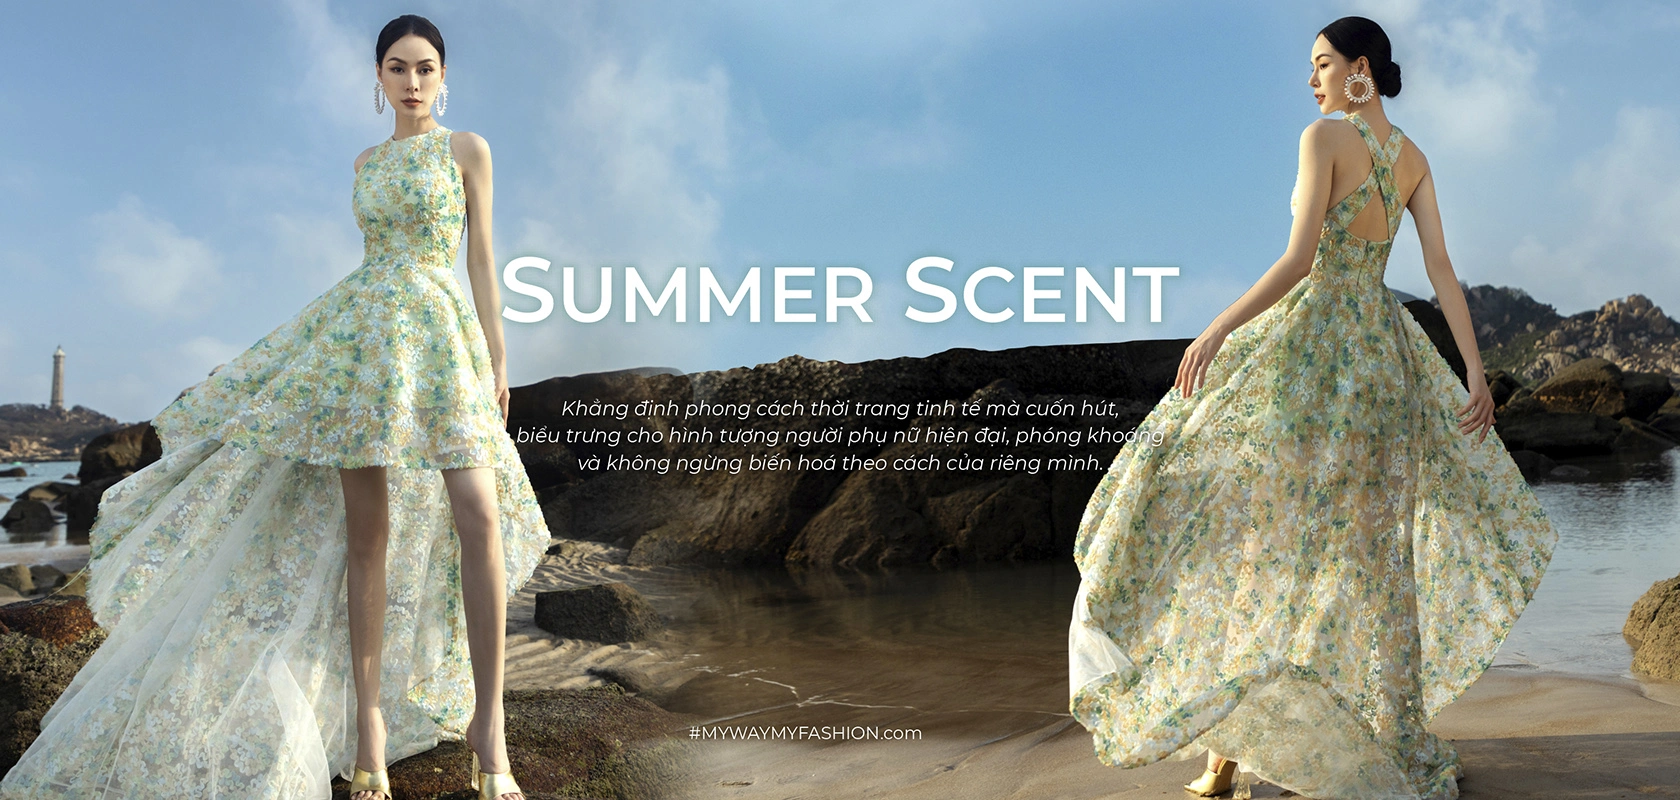 SUMMER SCENT
Khẳng định phong cách thời trang tinh tế mà cuốn hút,
biểu trưng cho hình tượng người phụ nữ hiện đại, phóng khoáng
và không ngừng biến hoá theo cách của riêng mình.
#MYWAYMYFASHION.com